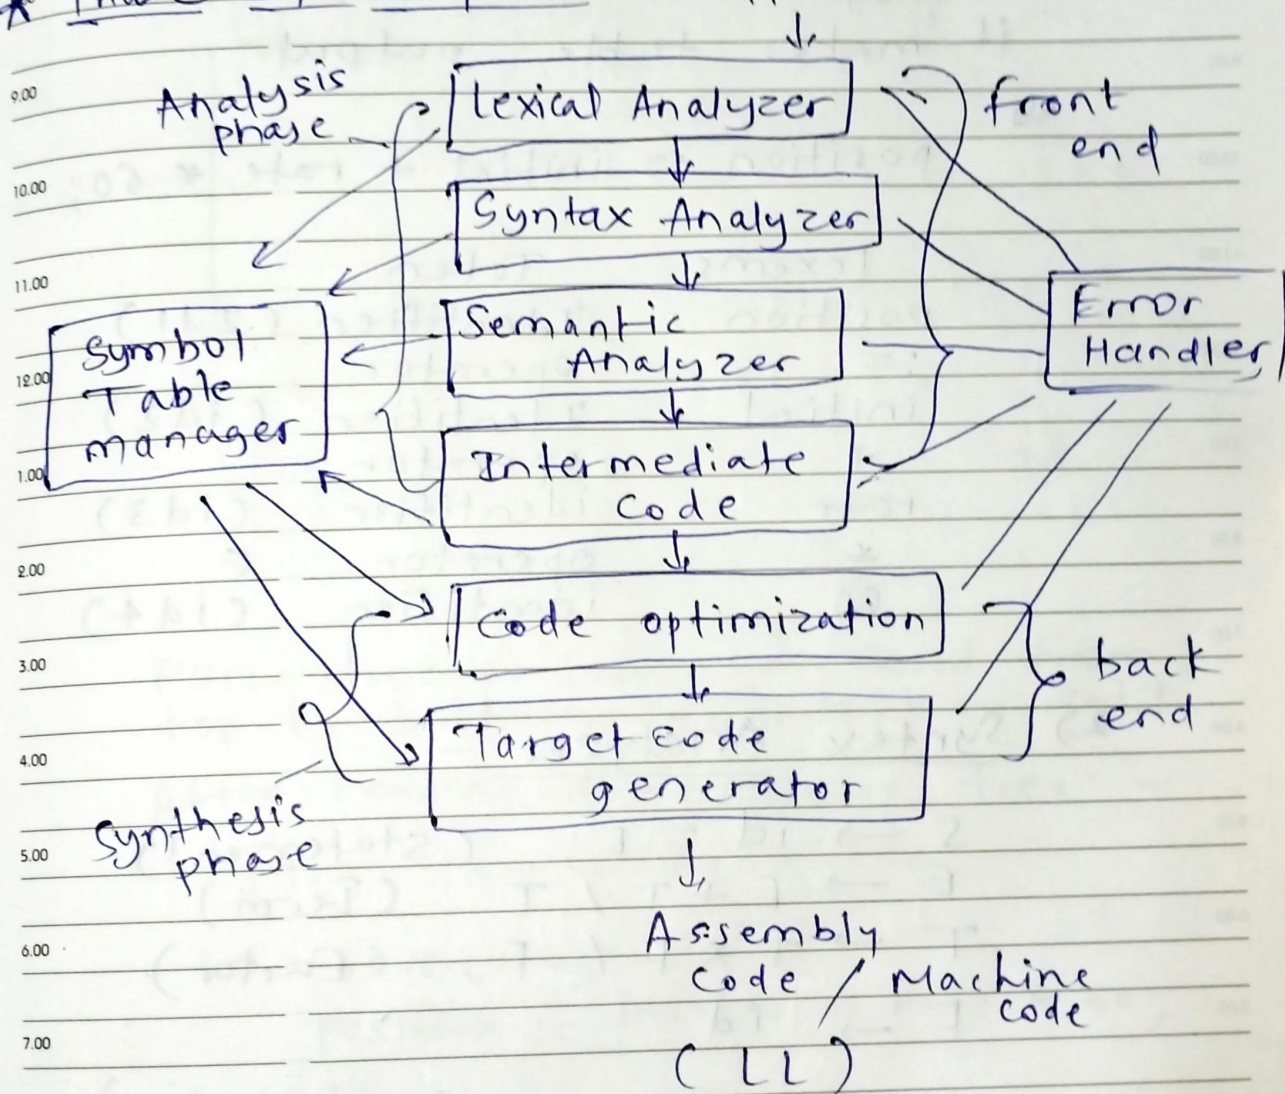 9.00
Analysis
phase
Lexical Analyzer
front
end
10.00
Syntax Analyzer
11.00
Semantic
Analyzer
Error
Handler
Symbol
Table
manager
12.00
1.00
Intermediate
code
2.00
Code optimization
3.00
back
end
Target code
generator
4.00
Synthesis
phase
5.00
Assembly
code / Machine
code
6.00
(LL)
7.00